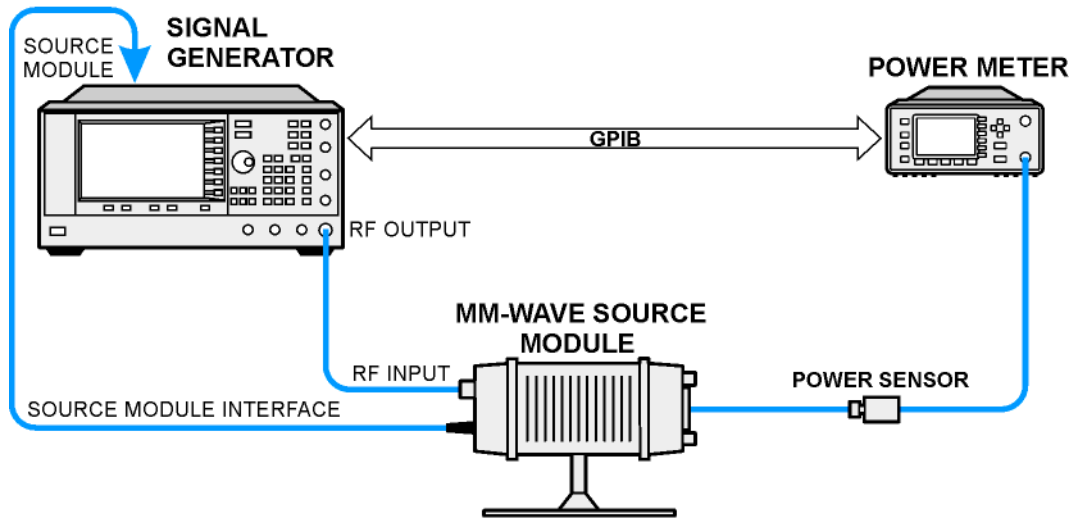 SIGNAL
GENERATOR
SOURCE
MODULE
POWER METER
GPIB
RF OUTPUT
MM-WAVE SOURCE
MODULE
RF INPUT
POWER SENSOR
SOURCE MODULE INTERFACE